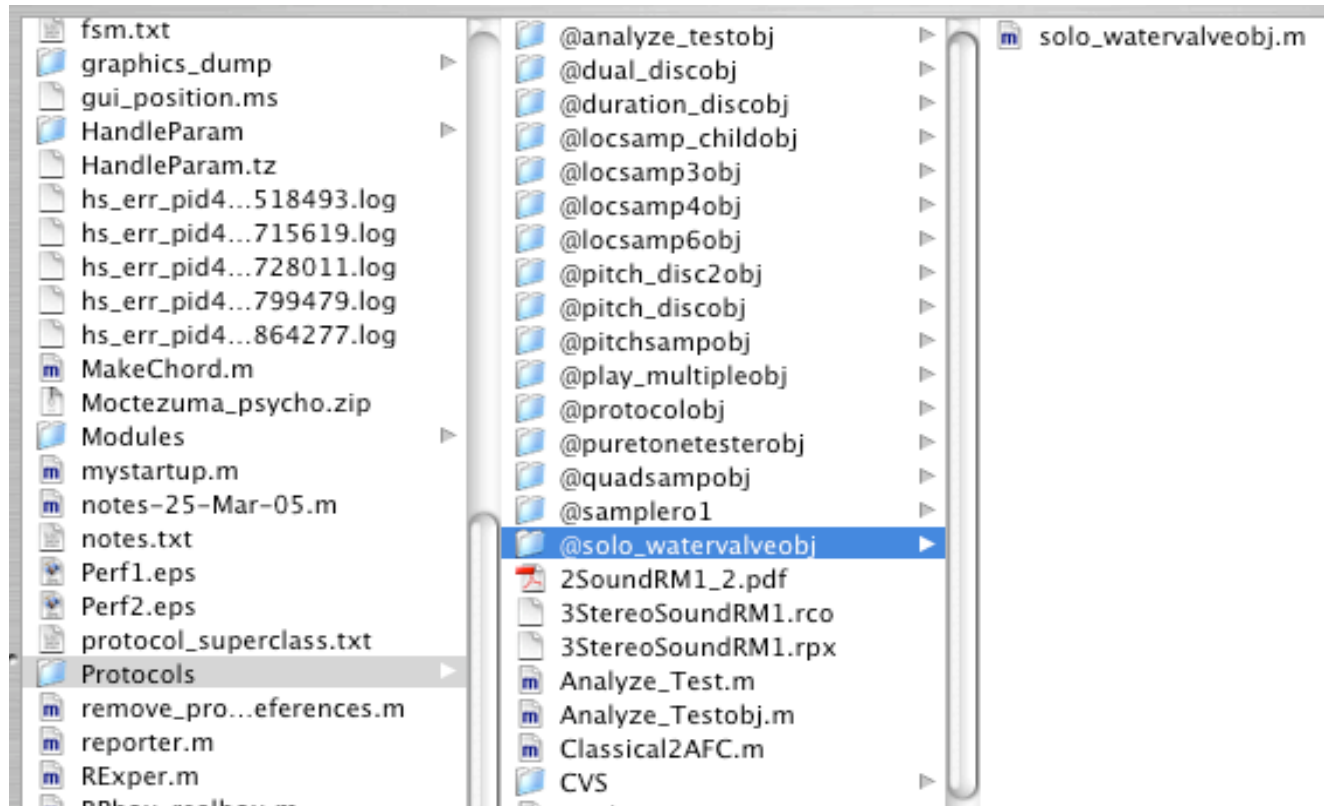 fsm.txt
graphics_dump
gui_position.ms
HandleParam
HandleParam.tz
hs_err_pid4...518493.log
hs_err_pid4...715619.log
hs_err_pid4...728011.log
hs_err_pid4...799479.log
hs_err_pid4...864277.log
MakeChord.m
Moctezuma_psycho.zip
Modules
mystartup.m
notes-25-Mar-05.m
notes.txt
Perf1.eps
Perf2.eps
protocol_superclass.txt
Protocols
remove_pro...eferences.m
reporter.m
RExper.m
@analyze_testobj
@dual_discobj
@duration_discobj
@locsamp_childobj
@locsamp3obj
@locsamp4obj
@locsamp6obj
@pitch_disc2obj
@pitch_discobj
@pitchsampobj
@play_multipleobj
@protocolobj
@puretonetesterobj
@quadsampobj
@samplero1
@solo_watervalveobj
2SoundRM1_2.pdf
3StereoSoundRM1.rco
3StereoSoundRM1.rpx
Analyze_Test.m
Analyze_Testobj.m
Classical2AFC.m
CVS
solo_watervalveobj.m